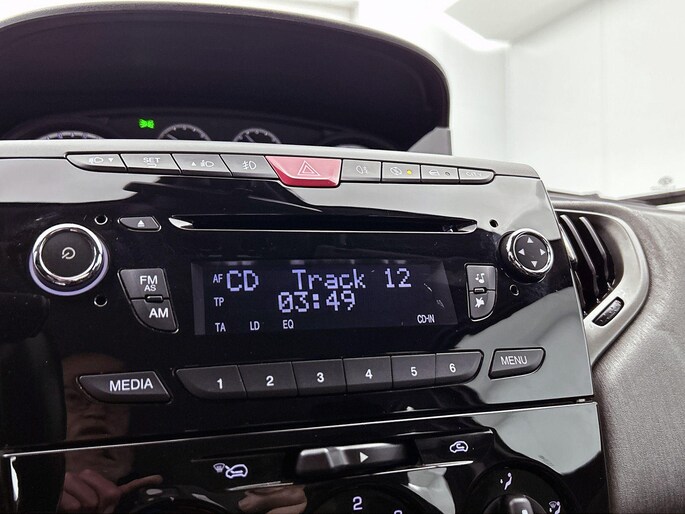 SET
AF CD Track 12
TP 03:49
TA LD EQ CD-IN
FM
AS
AM
MEDIA 1 2 3 4 5 6 MENU
2